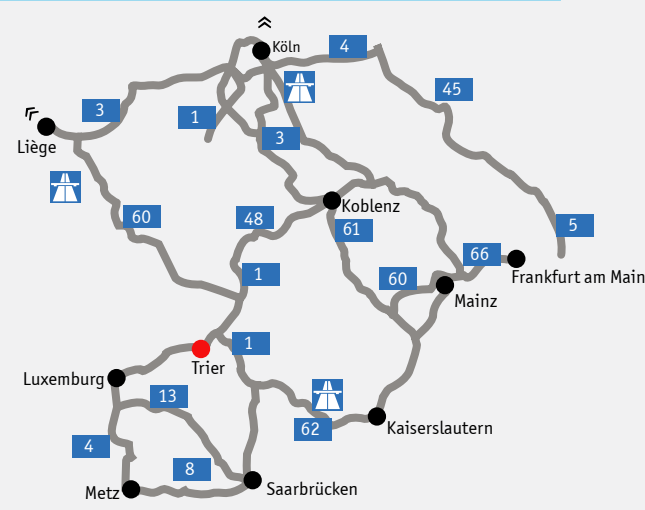 Köln
4
45
3
1
3
Liège
60
48
Koblenz
61
5
66
1
60
Frankfurt am Main
Mainz
1
Trier
Luxemburg
13
62
Kaiserslautern
4
8
Metz
Saarbrücken